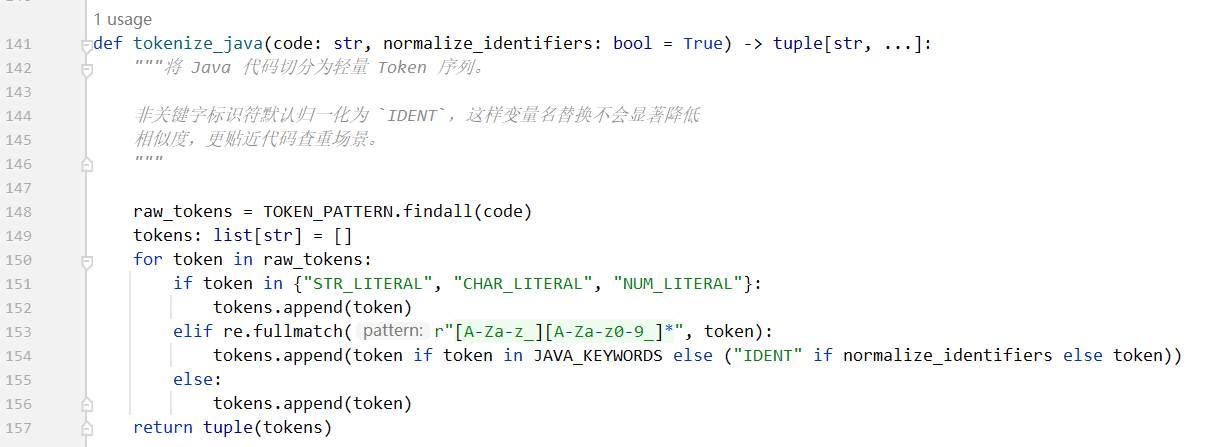 1 usage
141 def tokenize_java(code: str, normalize_identifiers: bool = True) -> tuple[str, ...]:
142     """将 Java 代码切分为轻量 Token 序列。
143
144     非关键字标识符默认归一化为 `IDENT`，这样变量名替换不会显著降低
145     相似度，更贴近代码查重场景。
146     """
147
148     raw_tokens = TOKEN_PATTERN.findall(code)
149     tokens: list[str] = []
150     for token in raw_tokens:
151         if token in {"STR_LITERAL", "CHAR_LITERAL", "NUM_LITERAL"}:
152             tokens.append(token)
153         elif re.fullmatch( pattern: r"[A-Za-z_][A-Za-z0-9_]*", token):
154             tokens.append(token if token in JAVA_KEYWORDS else ("IDENT" if normalize_identifiers else token))
155         else:
156             tokens.append(token)
157     return tuple(tokens)